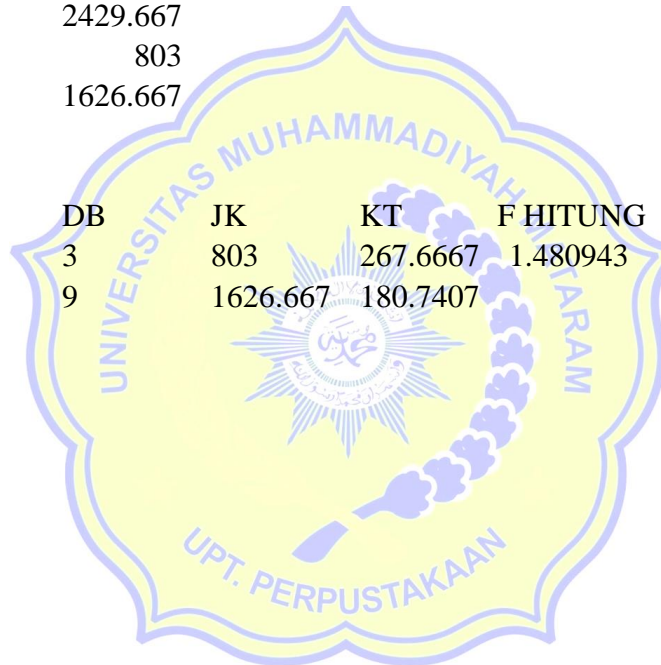 2429.667
803
1626.667
DB JK KT F HITUNG
3 803 267.6667 1.480943
9 1626.667 180.7407
UNIVERSITAS MUHAMMADIYAH MATARAM
UPT. PERPUSTAKAAN